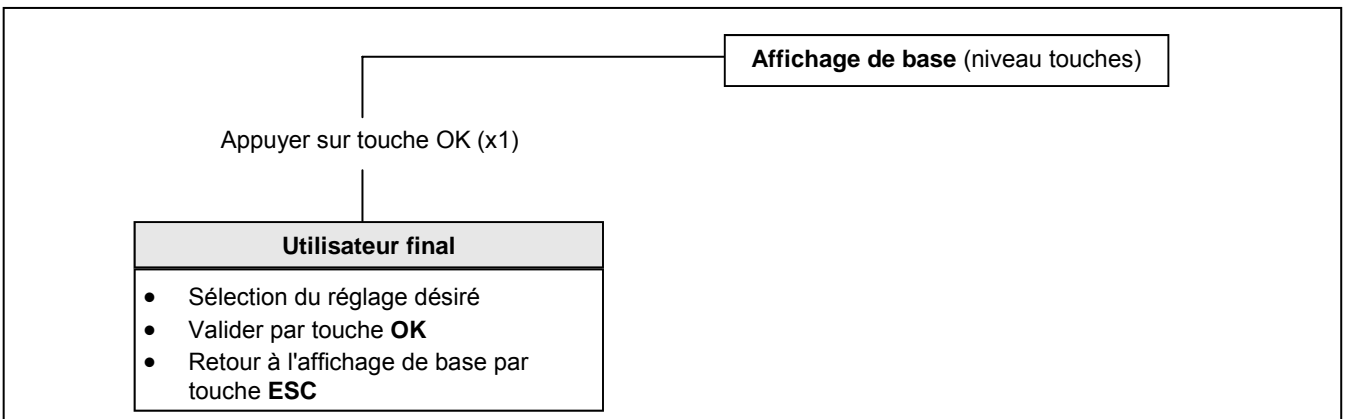 Affichage de base (niveau touches)
Appuyer sur touche OK (x1)
Utilisateur final
• Sélection du réglage désiré
• Valider par touche OK
• Retour à l'affichage de base par
touche ESC